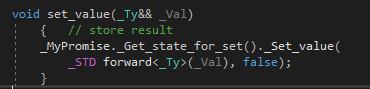 void set_value(_Ty&& _Val)
{ // store result
_MyPromise._Get_state_for_set()._Set_value(
_STD forward<_Ty>(_Val), false);
}